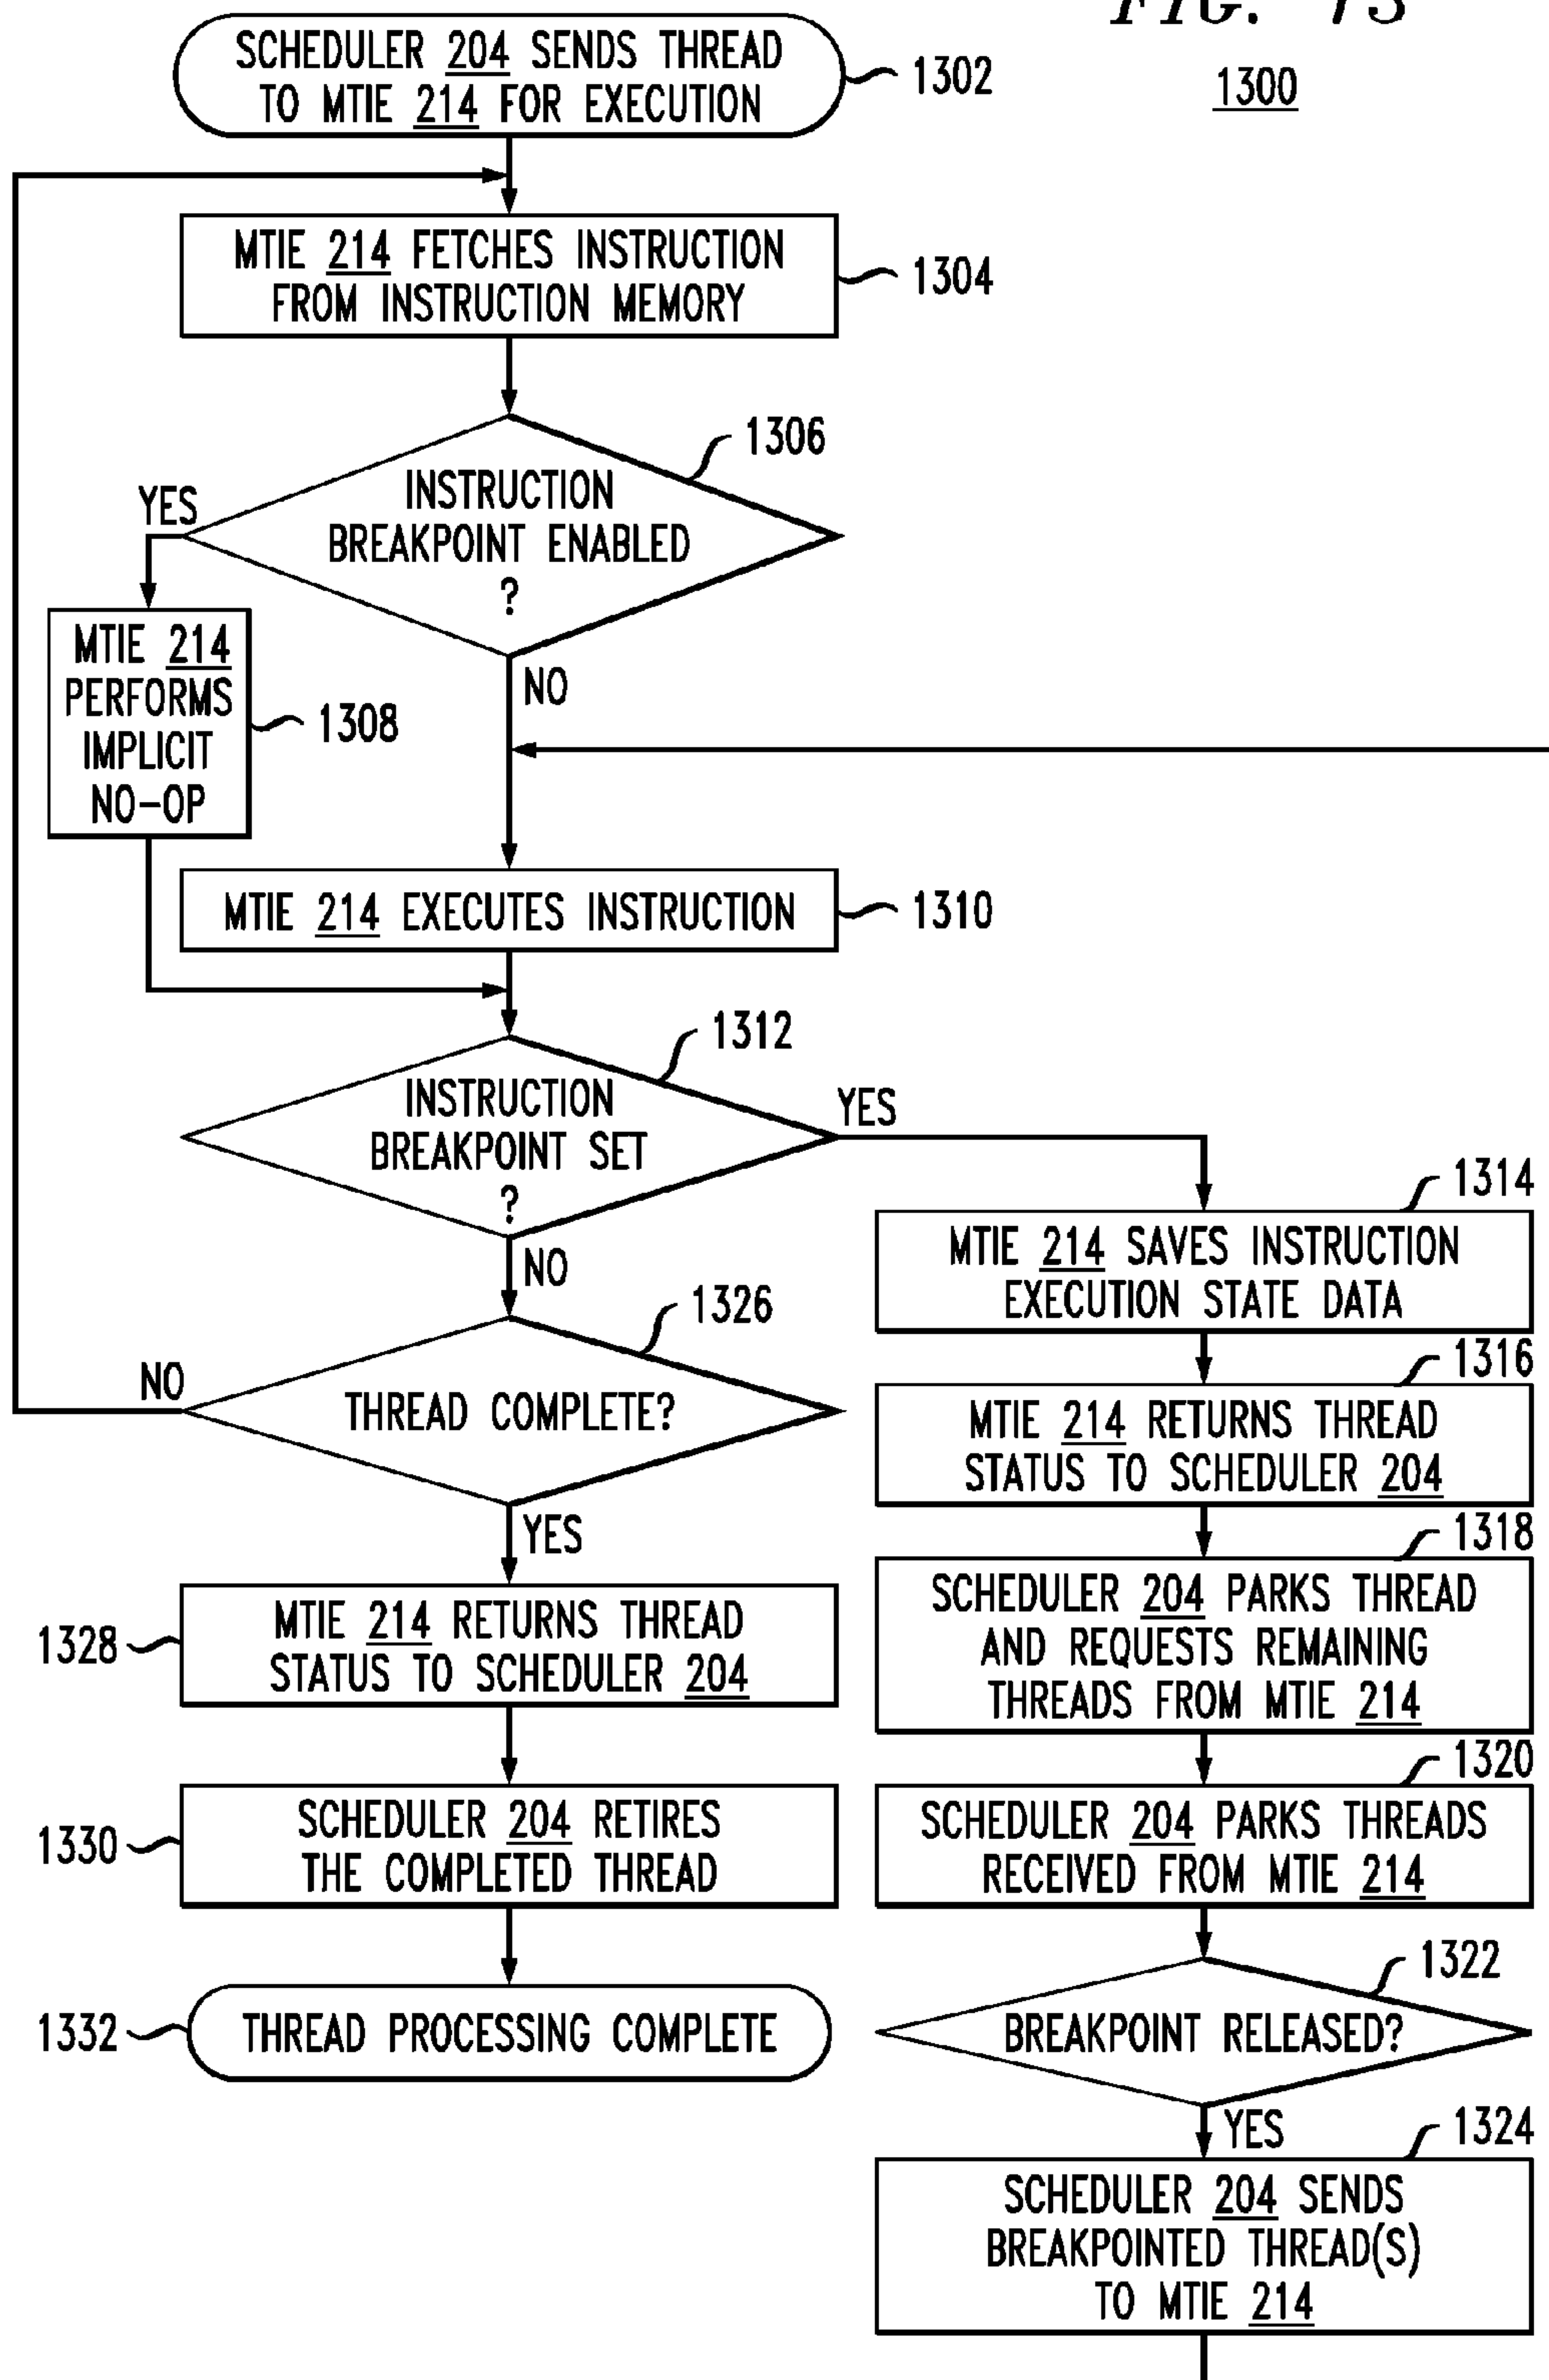 FIG. 13
1300
SCHEDULER 204 SENDS THREAD
TO MTIE 214 FOR EXECUTION
1302
MTIE 214 FETCHES INSTRUCTION
FROM INSTRUCTION MEMORY
1304
1306
INSTRUCTION
BREAKPOINT ENABLED
?
YES
NO
MTIE 214
PERFORMS
IMPLICIT
NO-OP
1308
MTIE 214 EXECUTES INSTRUCTION
1310
1312
INSTRUCTION
BREAKPOINT SET
?
YES
NO
1314
MTIE 214 SAVES INSTRUCTION
EXECUTION STATE DATA
1326
THREAD COMPLETE?
NO
YES
1316
MTIE 214 RETURNS THREAD
STATUS TO SCHEDULER 204
1318
SCHEDULER 204 PARKS THREAD
AND REQUESTS REMAINING
THREADS FROM MTIE 214
1328
MTIE 214 RETURNS THREAD
STATUS TO SCHEDULER 204
1320
SCHEDULER 204 PARKS THREADS
RECEIVED FROM MTIE 214
1330
SCHEDULER 204 RETIRES
THE COMPLETED THREAD
1322
BREAKPOINT RELEASED?
YES
1332
THREAD PROCESSING COMPLETE
1324
SCHEDULER 204 SENDS
BREAKPOINTED THREAD(S)
TO MTIE 214